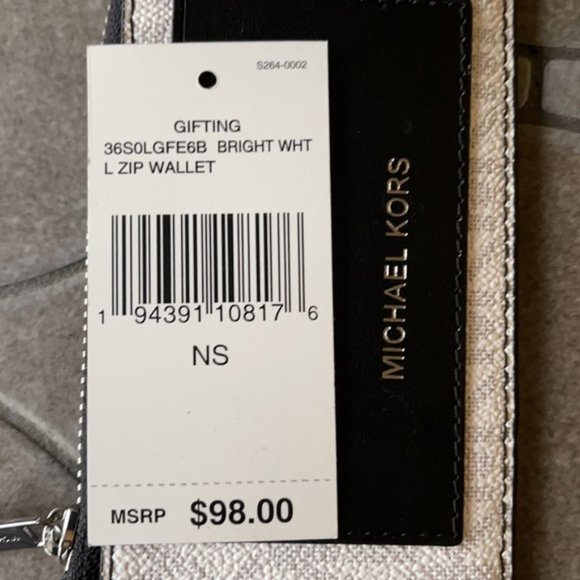 S264-0002
GIFTING
36S0LGFE6B BRIGHT WHT
L ZIP WALLET
1 94391 10817 6
NS
MSRP $98.00
MICHAEL KORS